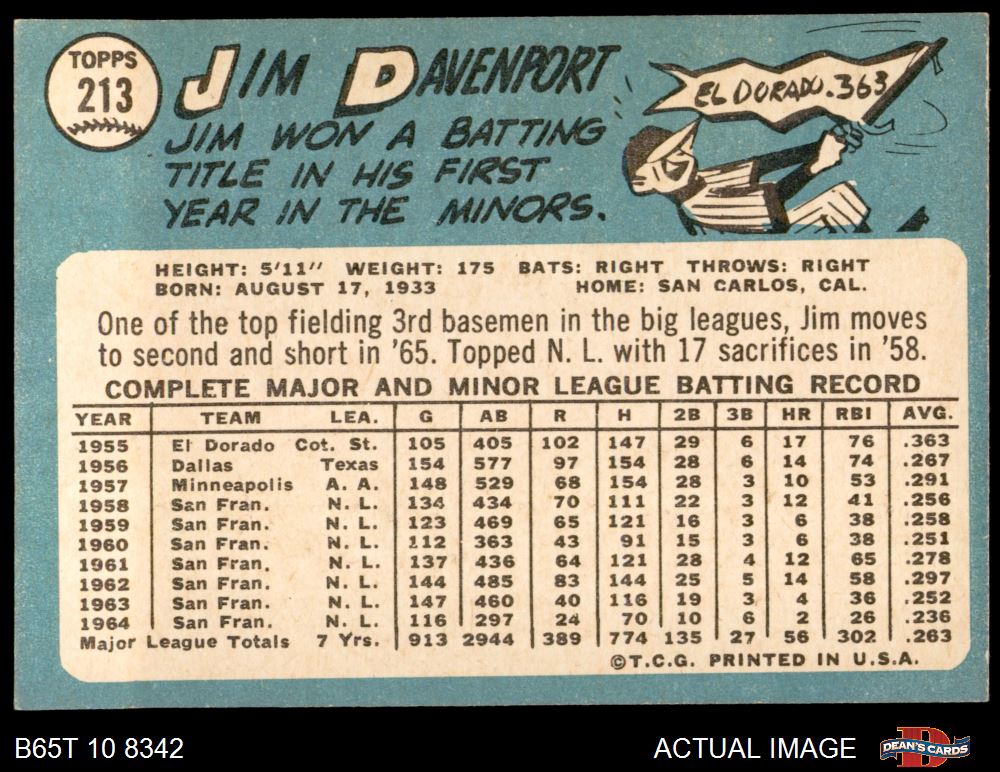 TOPPS
213
JIM DAVENPORT
JIM WON A BATTING
TITLE IN HIS FIRST
YEAR IN THE MINORS.
EL DORADO .363
HEIGHT: 5'11" WEIGHT: 175 BATS: RIGHT THROWS: RIGHT
BORN: AUGUST 17, 1933 HOME: SAN CARLOS, CAL.
One of the top fielding 3rd basemen in the big leagues, Jim moves
to second and short in '65. Topped N. L. with 17 sacrifices in '58.
COMPLETE MAJOR AND MINOR LEAGUE BATTING RECORD
YEAR TEAM LEA. G AB R H 2B 3B HR RBI AVG.
1955 El Dorado Cot. St. 105 405 102 147 29 6 17 76 .363
1956 Dallas Texas 154 577 97 154 28 6 14 74 .267
1957 Minneapolis A. A. 148 529 68 154 28 3 10 53 .291
1958 San Fran. N. L. 134 434 70 111 22 3 12 41 .256
1959 San Fran. N. L. 123 469 65 121 16 3 6 38 .258
1960 San Fran. N. L. 112 363 43 91 15 3 6 38 .251
1961 San Fran. N. L. 137 436 64 121 28 4 12 65 .278
1962 San Fran. N. L. 144 485 83 144 25 5 14 58 .297
1963 San Fran. N. L. 147 460 40 116 19 3 4 36 .252
1964 San Fran. N. L. 116 297 24 70 10 6 2 26 .236
Major League Totals 7 Yrs. 913 2944 389 774 135 27 56 302 .263
©T.C.G. PRINTED IN U.S.A.
B65T 10 8342
ACTUAL IMAGE
D
DEAN'S CARDS